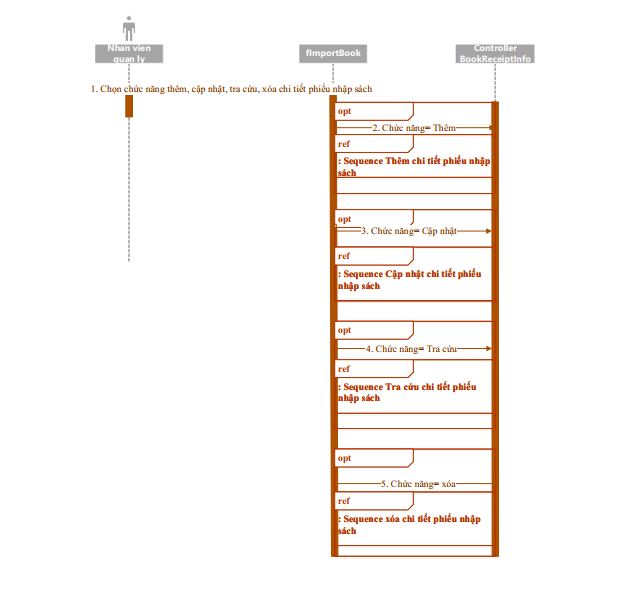 Nhan vien
quan ly
fImportBook
Controller
BookReceiptInfo
1. Chọn chức năng thêm, cập nhật, tra cứu, xóa chi tiết phiếu nhập sách
opt
2. Chức năng= Thêm
ref
: Sequence Thêm chi tiết phiếu nhập
sách
opt
3. Chức năng= Cập nhật
ref
: Sequence Cập nhật chi tiết phiếu
nhập sách
opt
4. Chức năng= Tra cứu
ref
: Sequence Tra cứu chi tiết phiếu
nhập sách
opt
5. Chức năng= xóa
ref
: Sequence xóa chi tiết phiếu nhập
sách